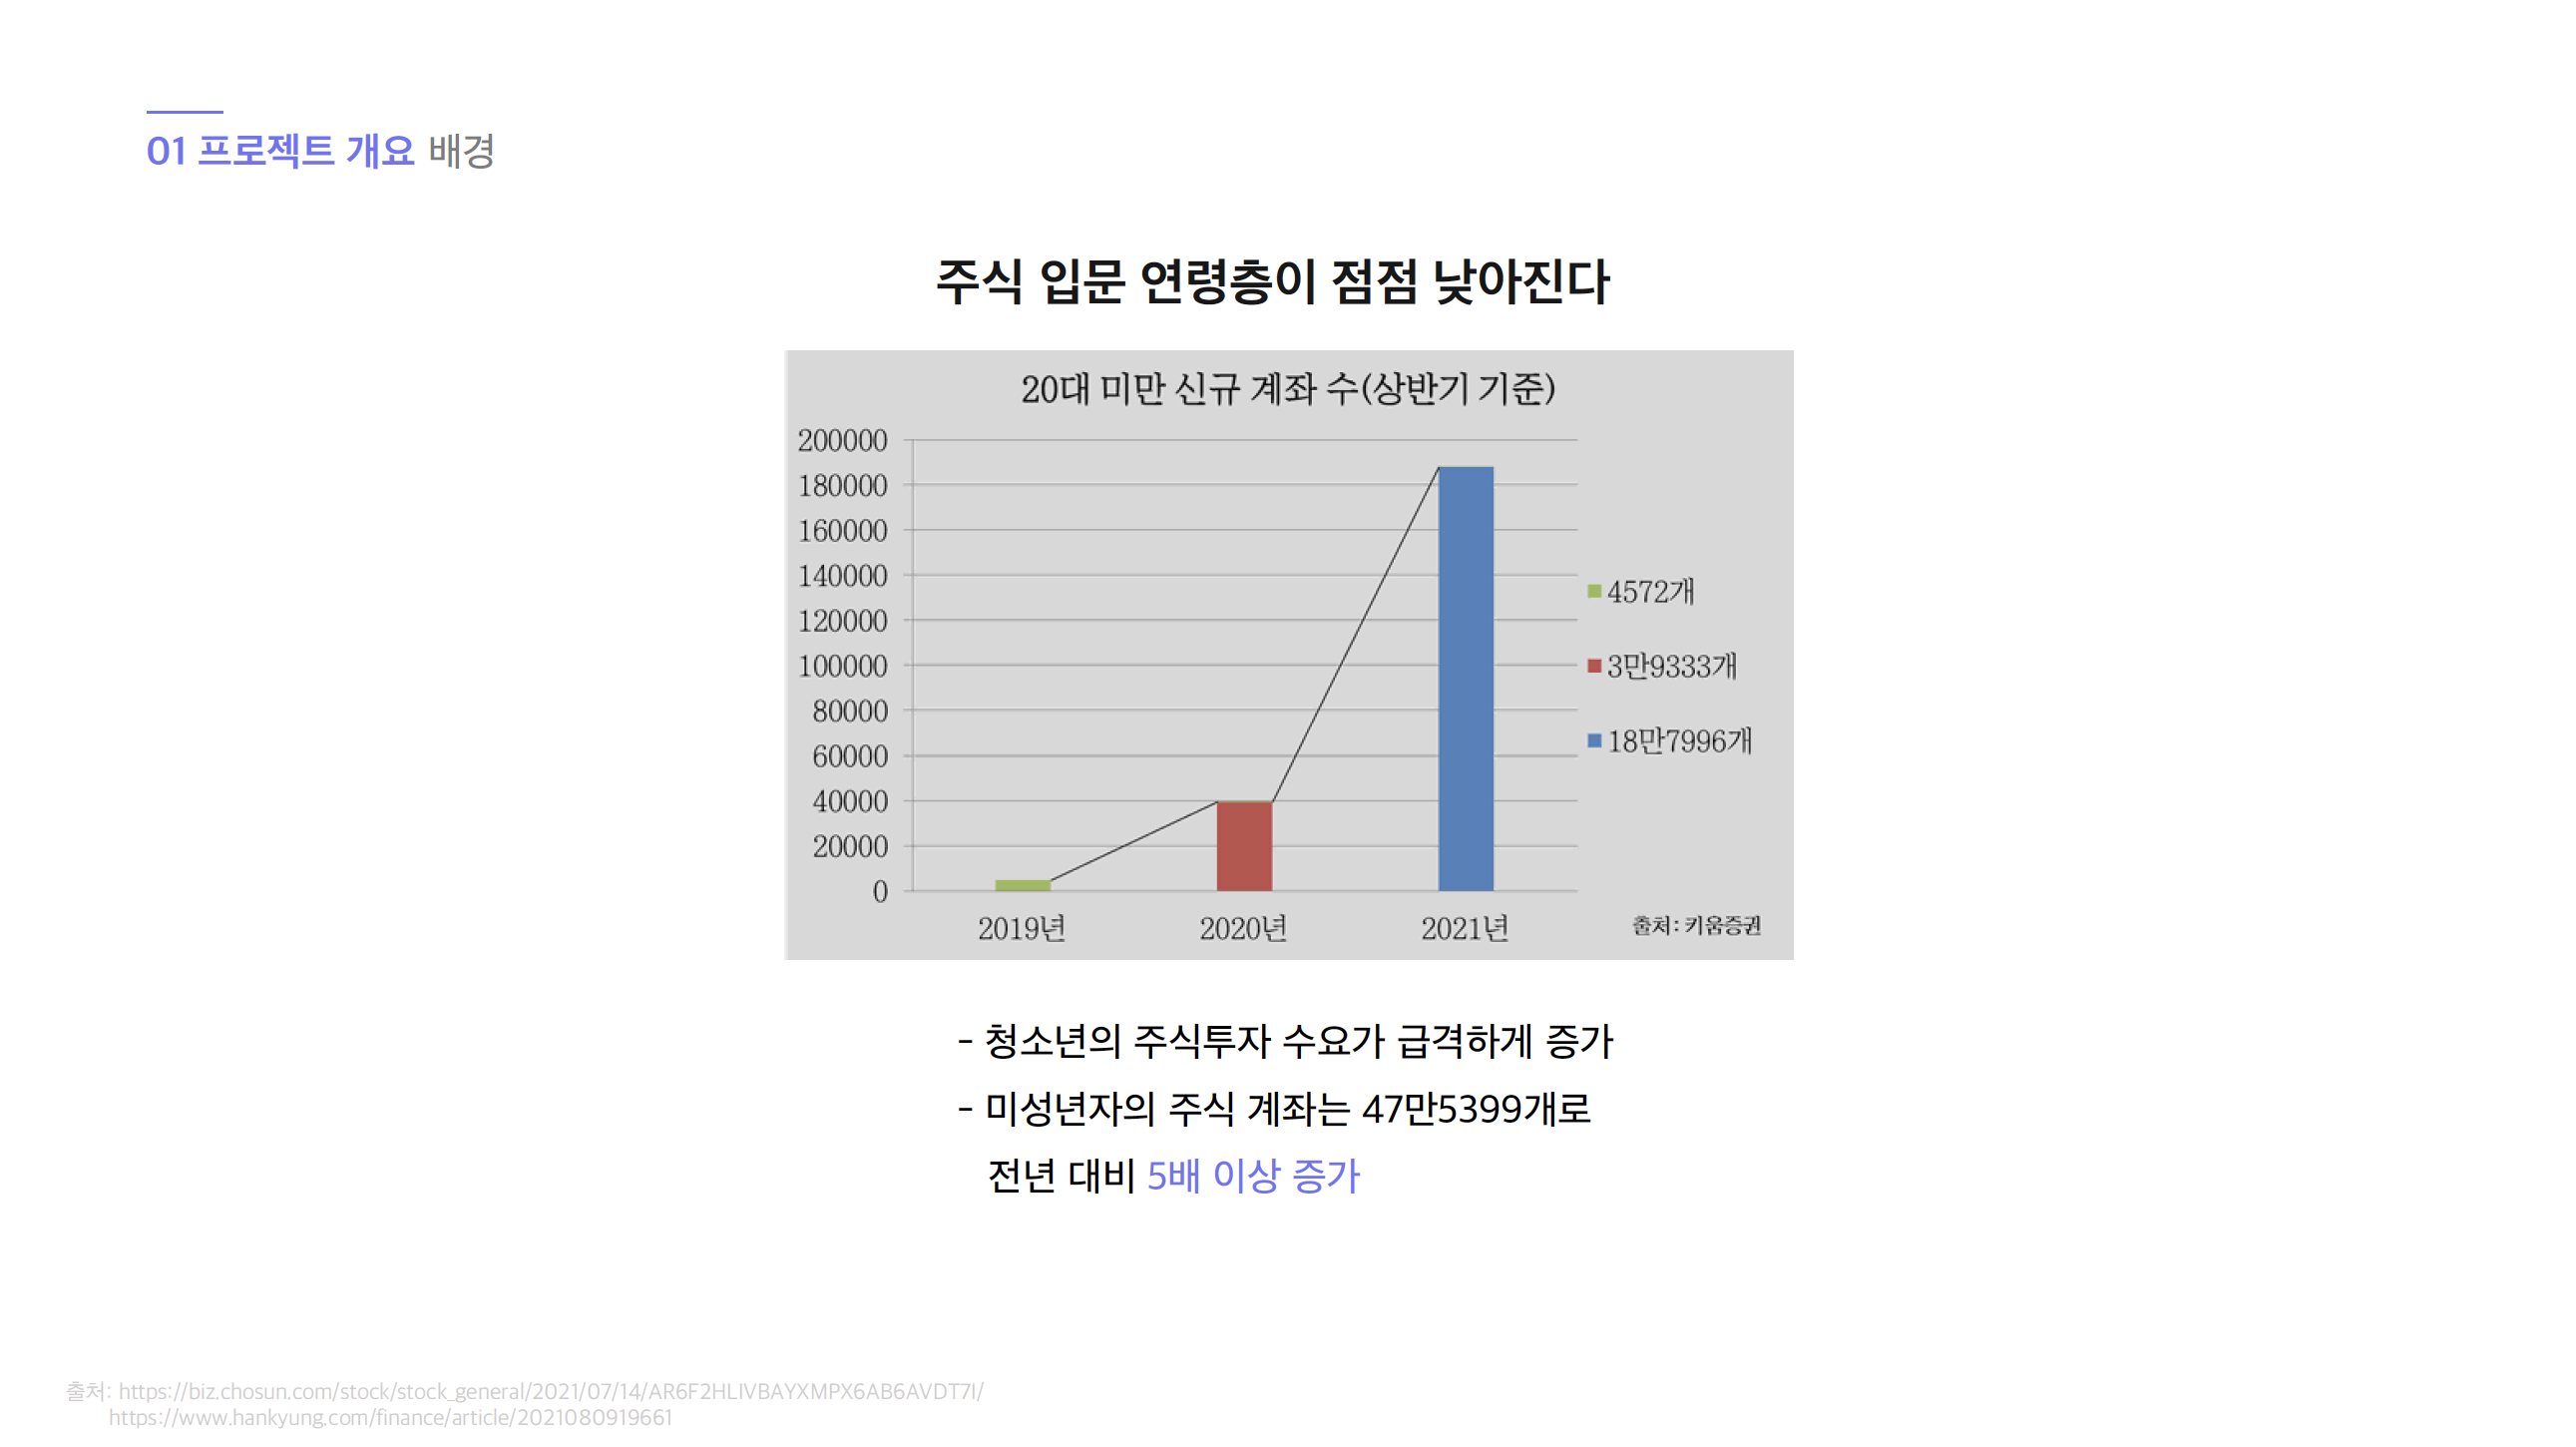 01 프로젝트 개요 배경
주식 입문 연령층이 점점 낮아진다
20대 미만 신규 계좌 수(상반기 기준)
200000
180000
160000
140000
120000
100000
80000
60000
40000
20000
0
2019년
2020년
2021년
4572개
3만9333개
18만7996개
출처: 키움증권
- 청소년의 주식투자 수요가 급격하게 증가
- 미성년자의 주식 계좌는 47만5399개로
전년 대비 5배 이상 증가
출처: https://biz.chosun.com/stock/stock_general/2021/07/14/AR6F2HLIVBAYXMPX6AB6AVDT7I/
https://www.hankyung.com/finance/article/2021080919661